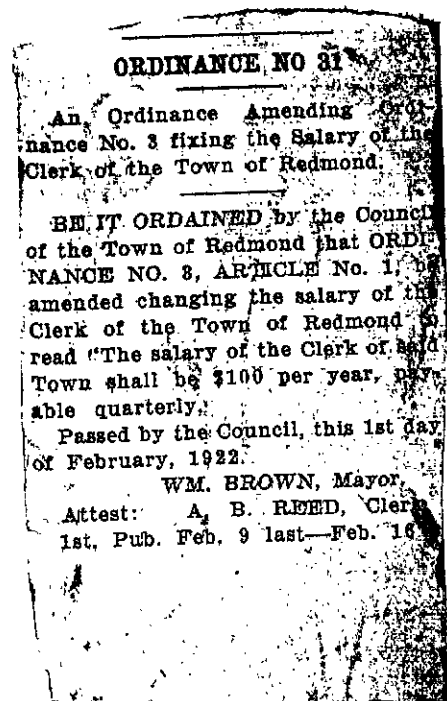 ORDINANCE NO 31
An Ordinance Amending Ordi-
nance No. 3 fixing the Salary of the
Clerk of the Town of Redmond.
BE IT ORDAINED by the Council
of the Town of Redmond that ORDI-
NANCE NO. 3, ARTICLE No. 1, be
amended changing the salary of the
Clerk of the Town of Redmond to
read "The salary of the Clerk of said
Town shall be $100 per year, pay-
able quarterly.
Passed by the Council, this 1st day
of February, 1922.
WM. BROWN, Mayor.
Attest: A. B. REED, Clerk
1st. Pub. Feb. 9 last—Feb. 16